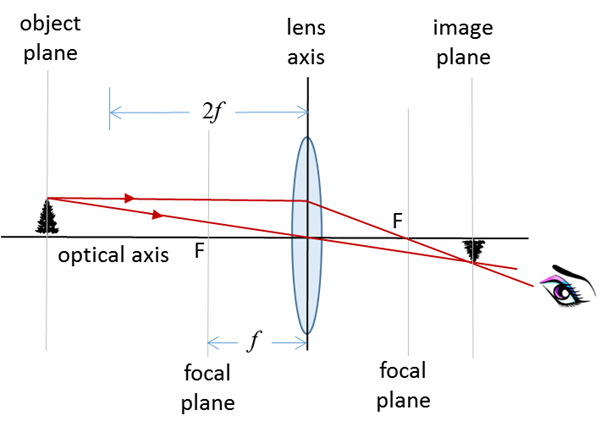 object
plane
lens
axis
image
plane
2f
F
optical axis
F
f
focal
plane
focal
plane